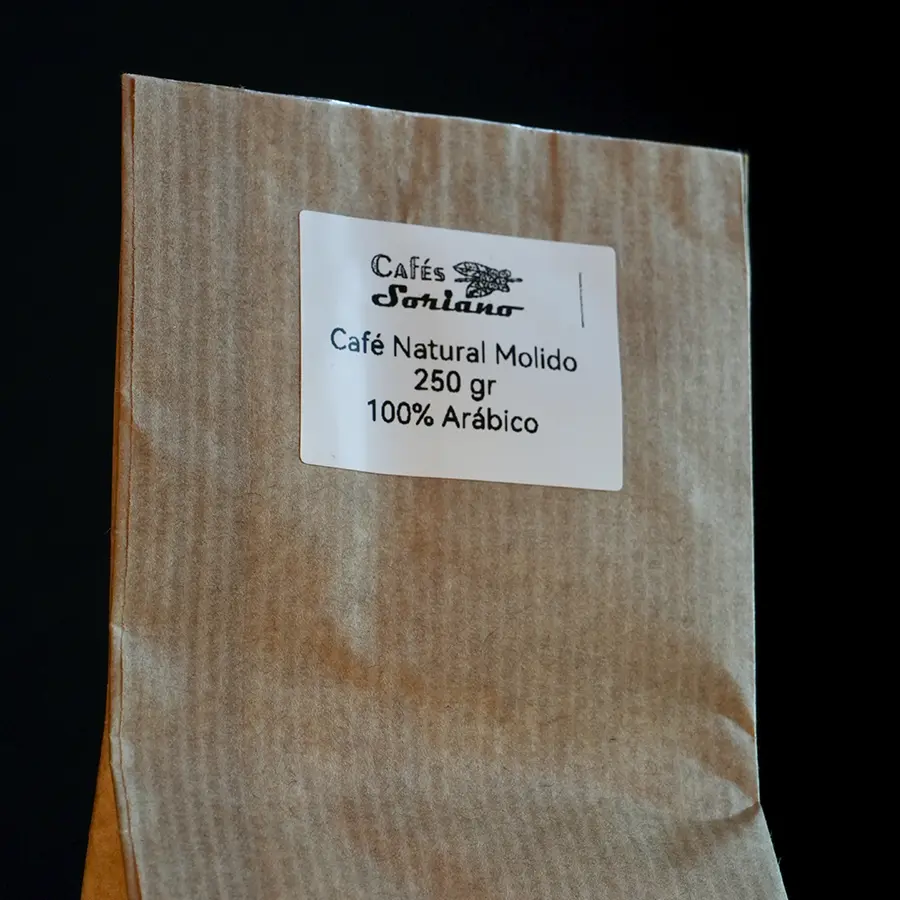 Cafés
Soriano
Café Natural Molido
250 gr
100% Arábico